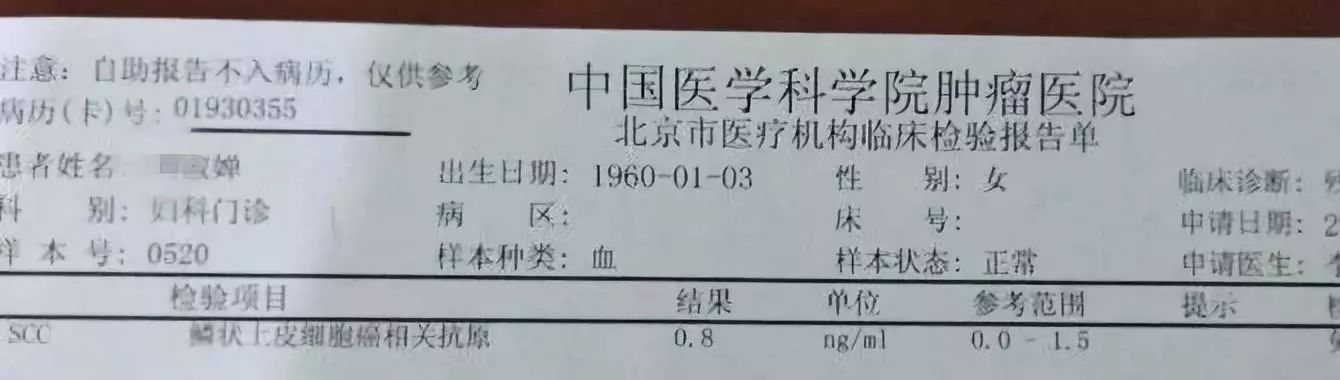 注意: 自助报告不入病历, 仅供参考
中国医学科学院肿瘤医院
病历(卡)号: 01930355
北京市医疗机构临床检验报告单
患者姓名 婵 出生日期: 1960-01-03 性 别: 女 临床诊断:
科 别: 妇科门诊 病 区: 床 号: 申请日期: 2
样 本 号: 0520 样本种类: 血 样本状态: 正常 申请医生:
检验项目 结果 单位 参考范围 提示
SCC 鳞状上皮细胞癌相关抗原 0.8 ng/ml 0.0 - 1.5